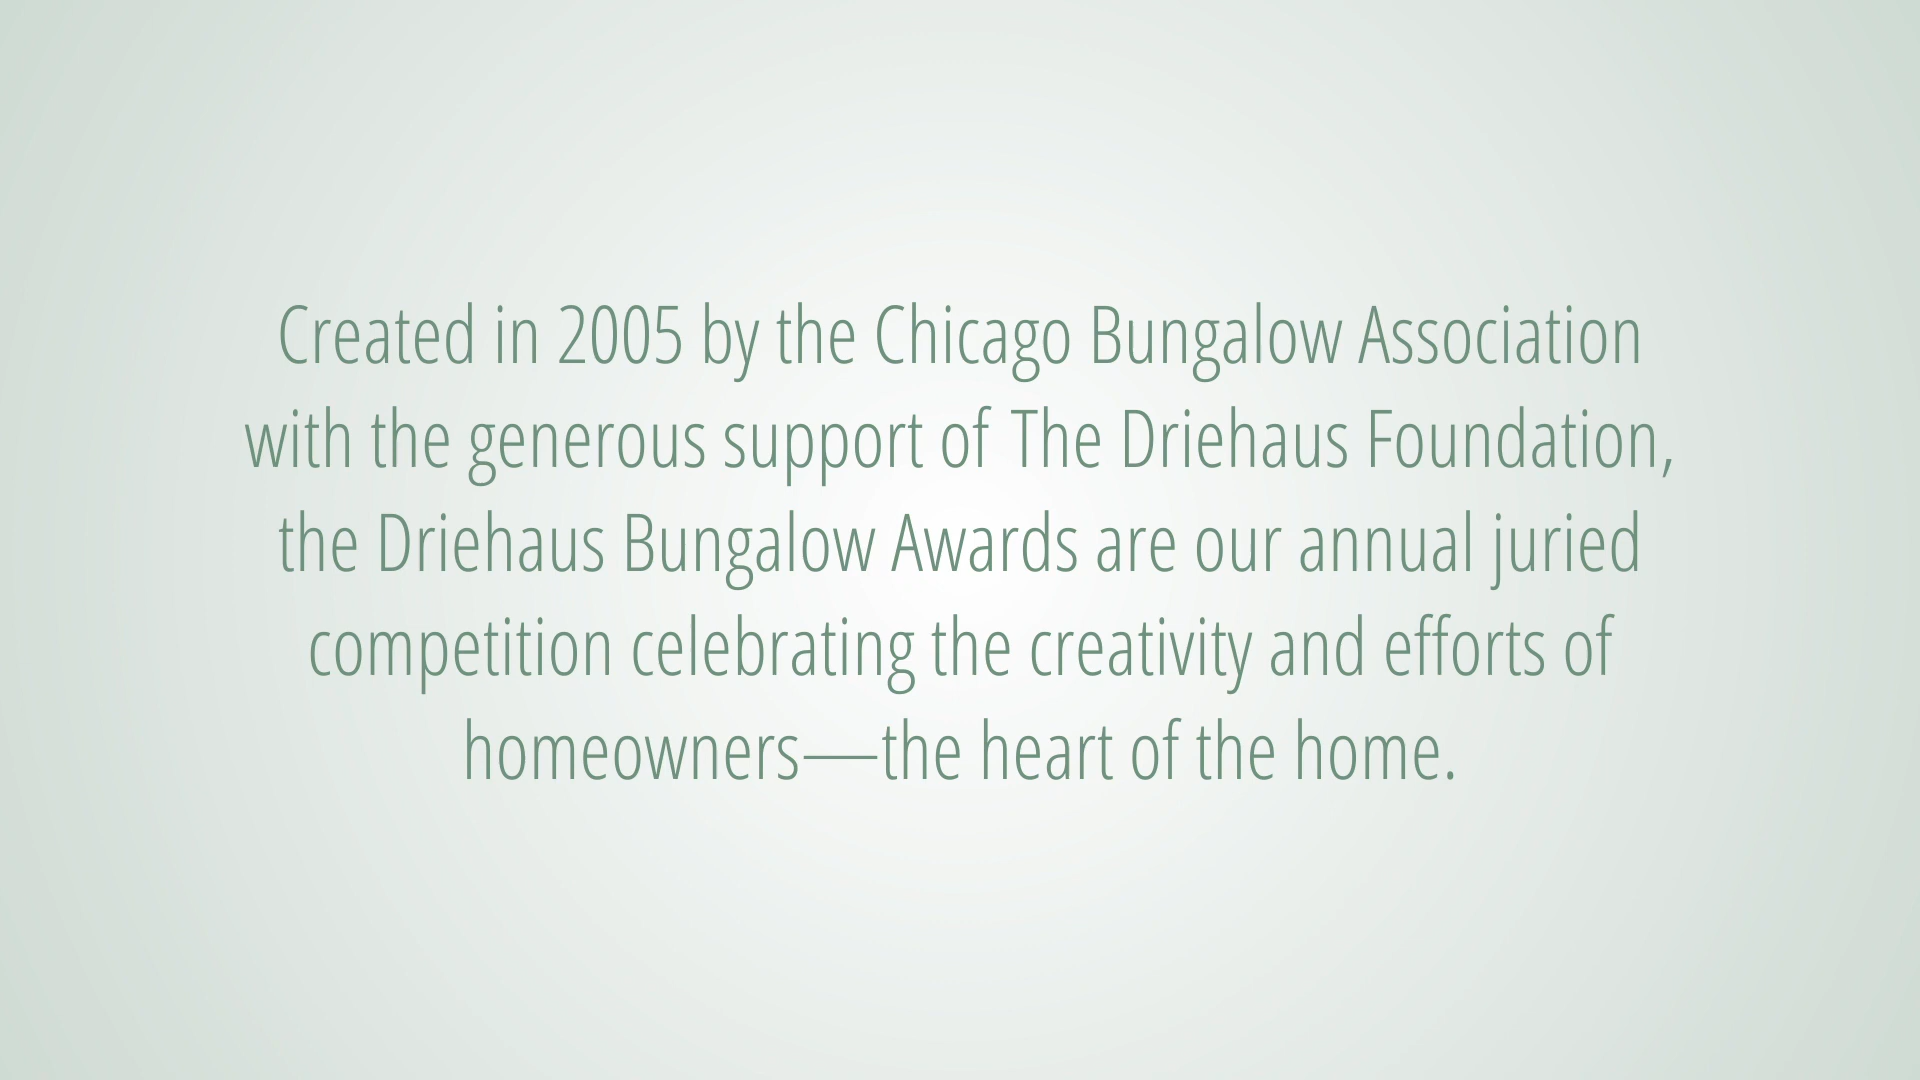 Created in 2005 by the Chicago Bungalow Association
with the generous support of The Driehaus Foundation,
the Driehaus Bungalow Awards are our annual juried
competition celebrating the creativity and efforts of
homeowners—the heart of the home.